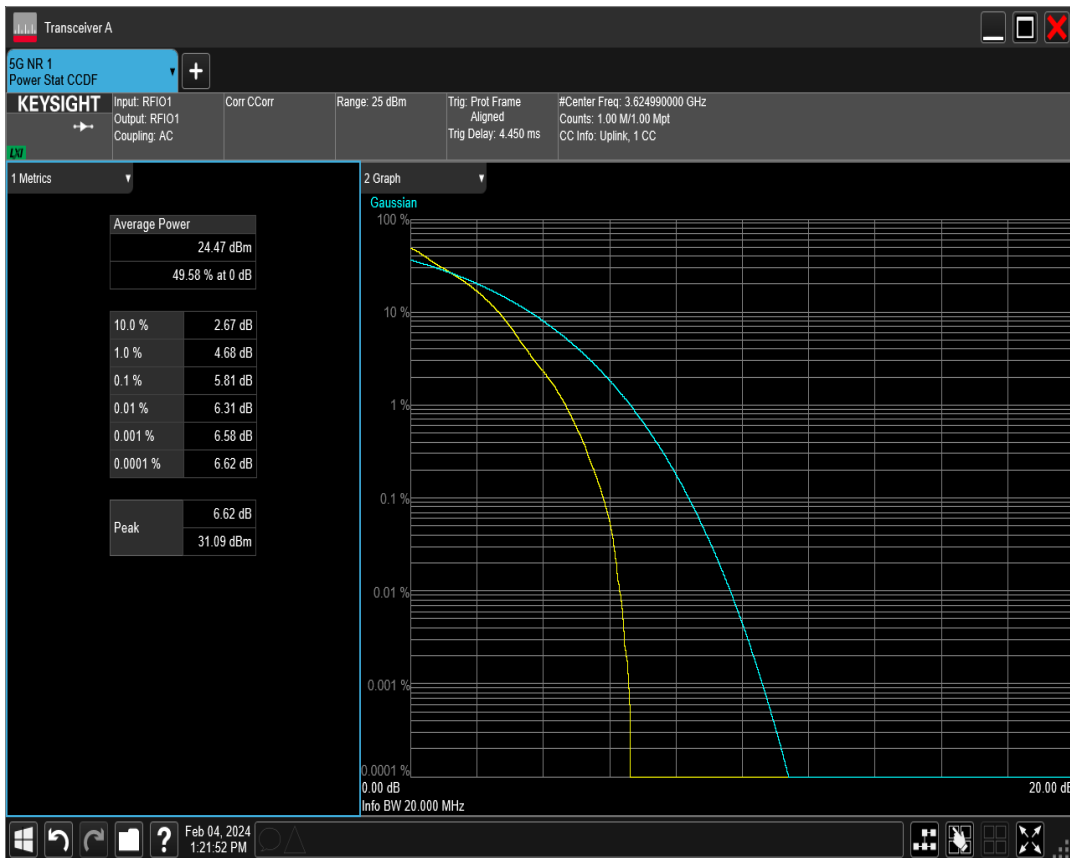 Transceiver A
5G NR 1
Power Stat CCDF
+
KEYSIGHT
LXI
Input: RFIO1
Output: RFIO1
Coupling: AC
Corr CCorr
Range: 25 dBm
Trig: Prot Frame
Aligned
Trig Delay: 4.450 ms
#Center Freq: 3.624990000 GHz
Counts: 1.00 M/1.00 Mpt
CC Info: Uplink, 1 CC
1 Metrics
Average Power
24.47 dBm
49.58 % at 0 dB
10.0 % 2.67 dB
1.0 % 4.68 dB
0.1 % 5.81 dB
0.01 % 6.31 dB
0.001 % 6.58 dB
0.0001 % 6.62 dB
Peak
6.62 dB
31.09 dBm
2 Graph
Gaussian
100 %
10 %
1 %
0.1 %
0.01 %
0.001 %
0.0001 %
0.00 dB 20.00 dB
Info BW 20.000 MHz
?
Feb 04, 2024
1:21:52 PM